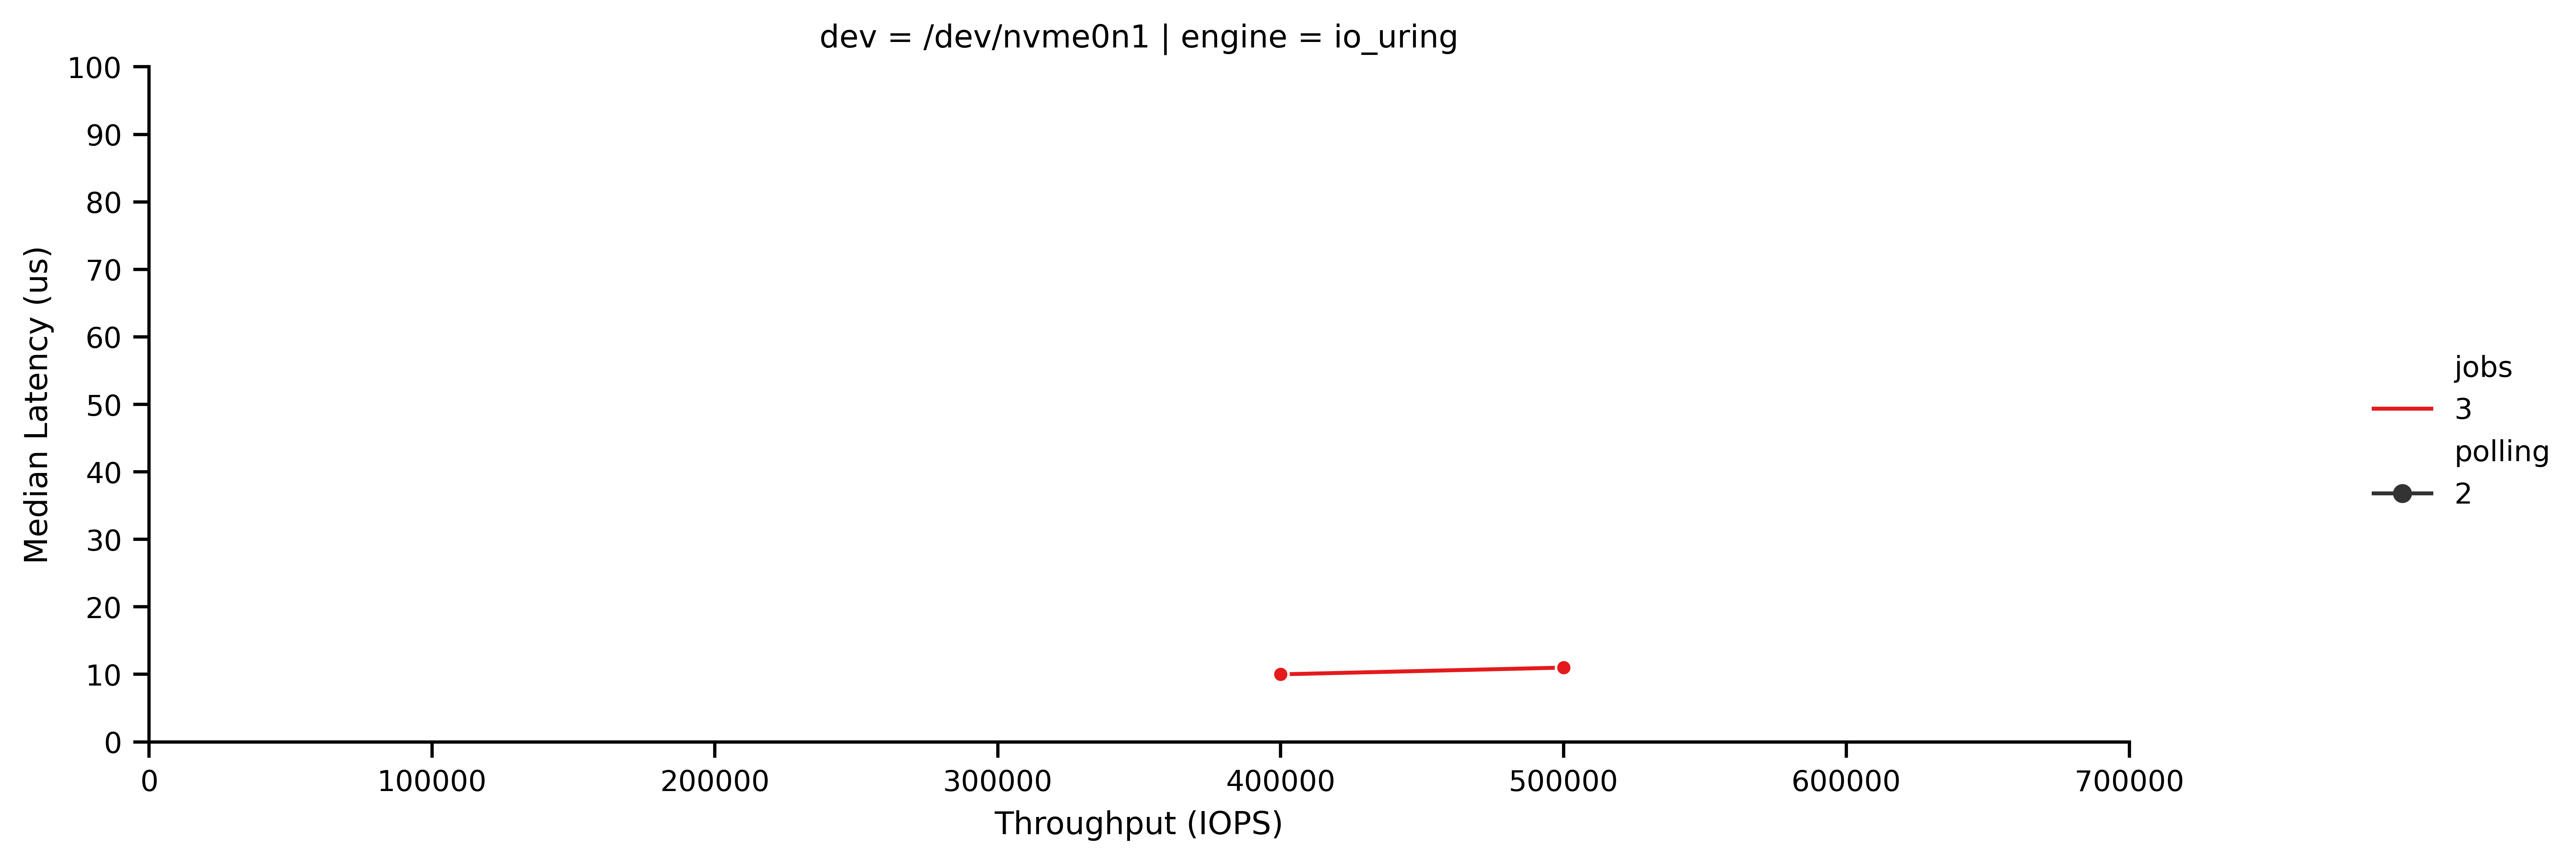 dev = /dev/nvme0n1 | engine = io_uring
100
90
80
70
60
50
40
30
20
10
0
Median Latency (us)
0 100000 200000 300000 400000 500000 600000 700000
Throughput (IOPS)
jobs
3
polling
2